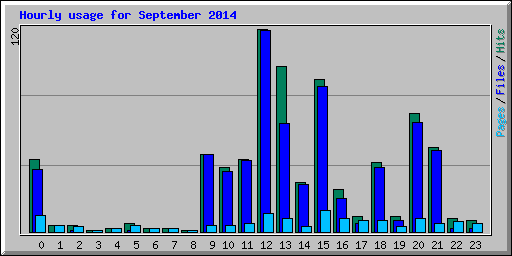 Hourly usage for September 2014
120
Pages / Files / Hits
0 1 2 3 4 5 6 7 8 9 10 11 12 13 14 15 16 17 18 19 20 21 22 23